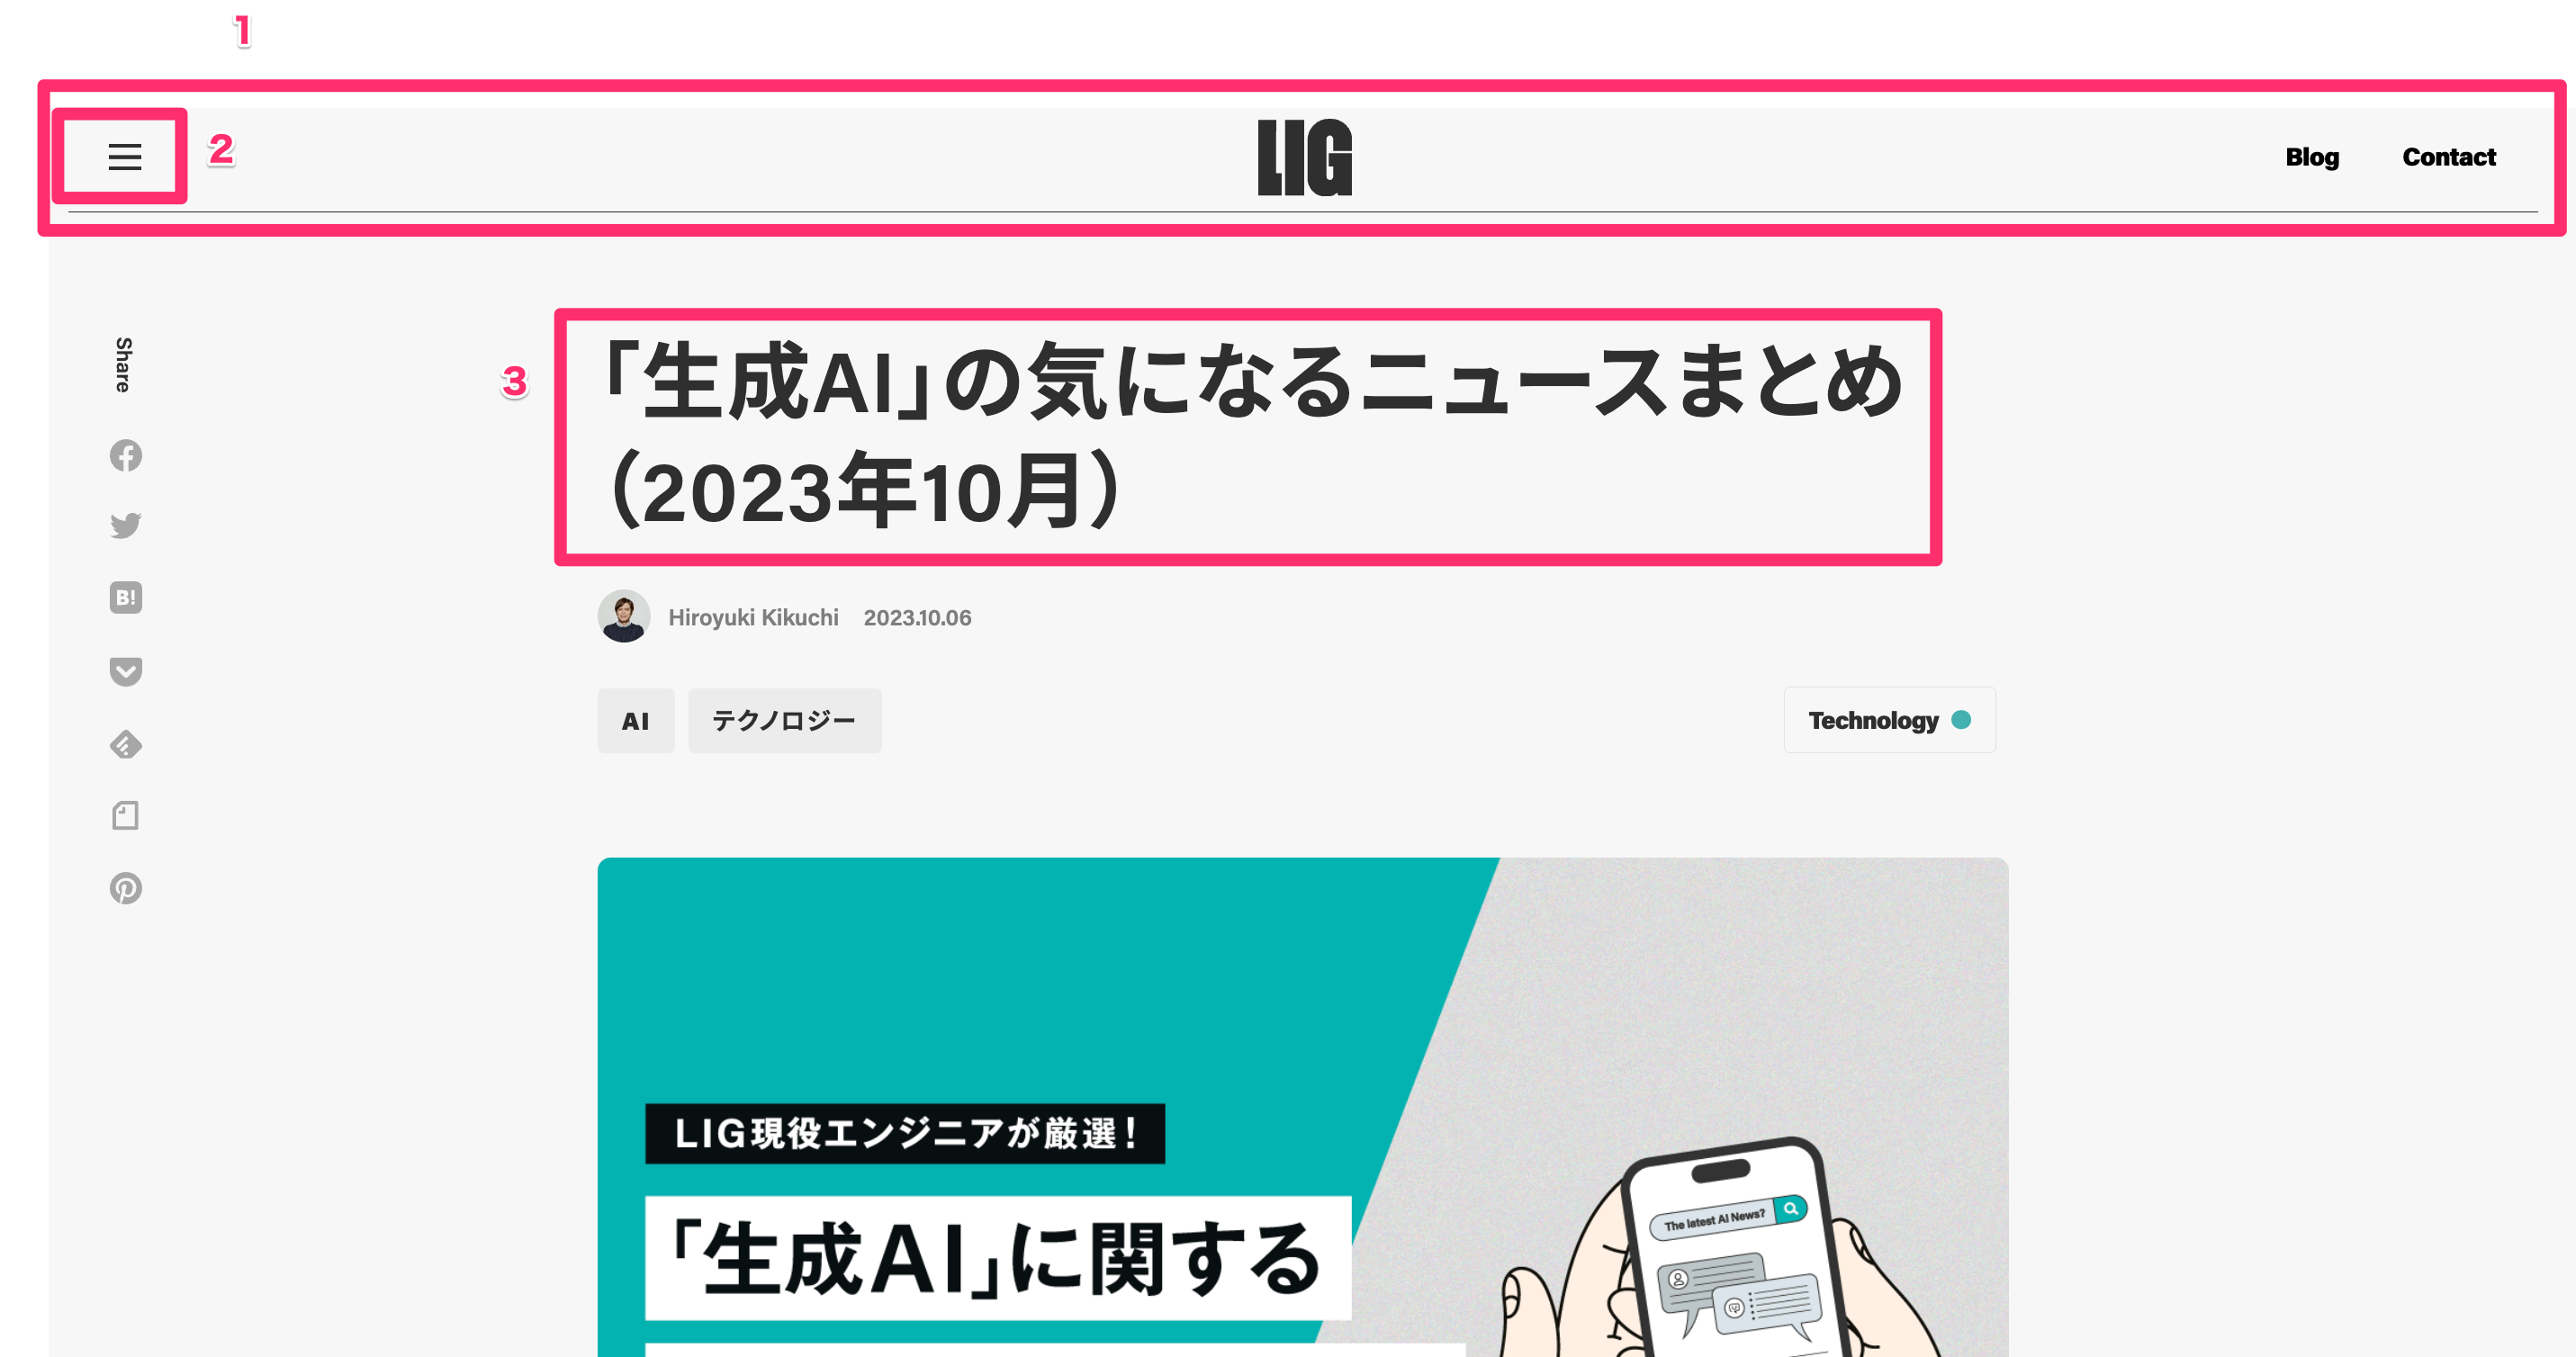 1
2
LIG
Blog
Contact
Share
3
「生成AI」の気になるニュースまとめ
（2023年10月）
B!
Hiroyuki Kikuchi 2023.10.06
AI
テクノロジー
Technology
LIG現役エンジニアが厳選！
「生成AI」に関する
The latest AI News?